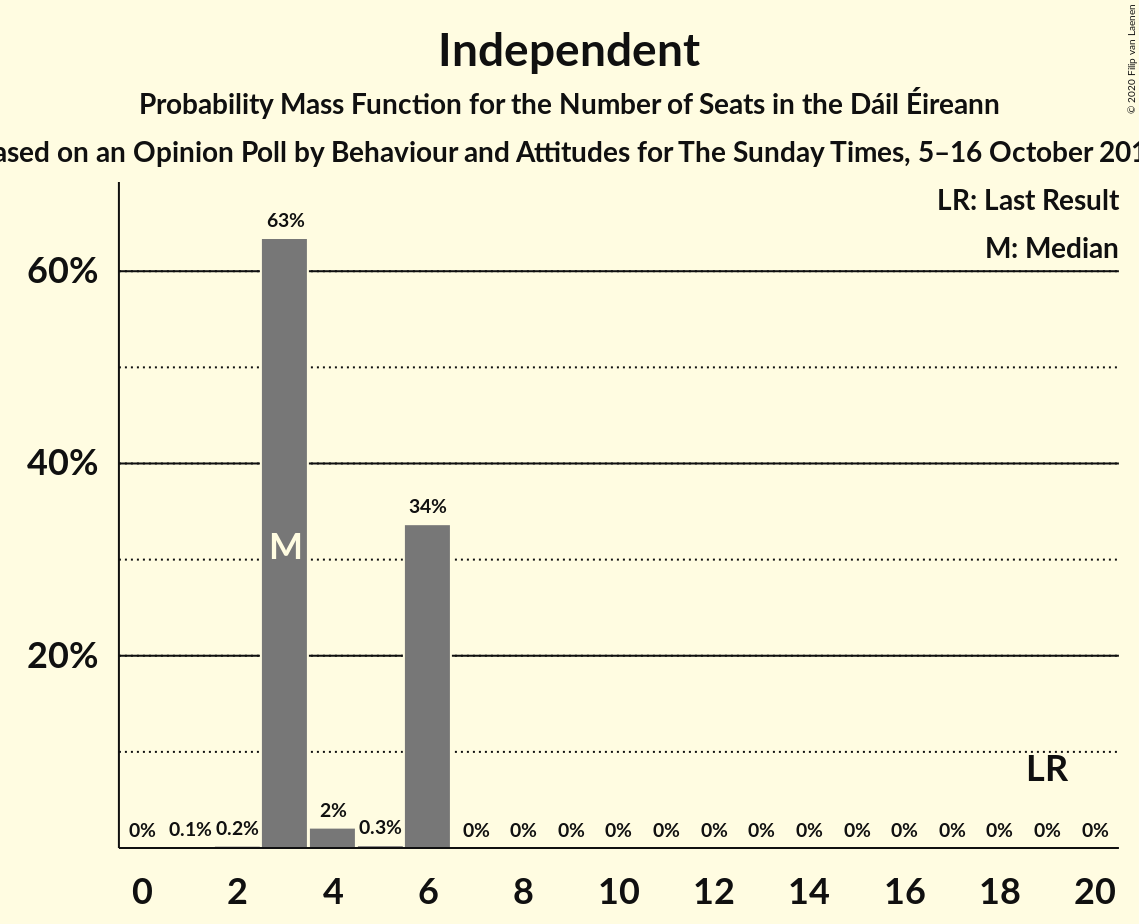 Independent
Probability Mass Function for the Number of Seats in the Dáil Éireann
ased on an Opinion Poll by Behaviour and Attitudes for The Sunday Times, 5–16 October 201
© 2020 Filip van Laenen
LR: Last Result
M: Median
63%
60%
40%
34%
M
20%
LR
0% 0.1% 0.2% 2% 0.3% 0% 0% 0% 0% 0% 0% 0% 0% 0% 0% 0% 0% 0% 0%
0 2 4 6 8 10 12 14 16 18 20